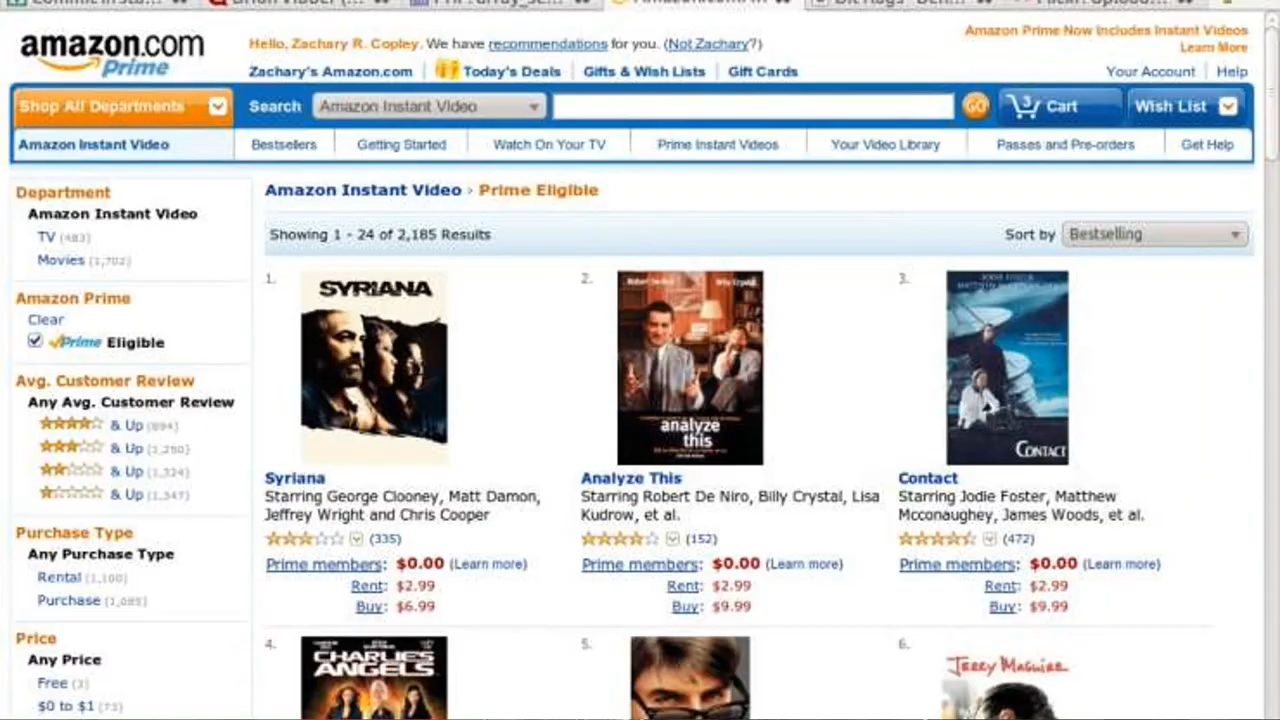 amazon.com
Prime
Hello, Zachary R. Copley. We have recommendations for you. (Not Zachary?)
Amazon Prime Now Includes Instant Videos
Learn More
Zachary's Amazon.com Today's Deals Gifts & Wish Lists Gift Cards
Your Account Help
Shop All Departments Search Amazon Instant Video GO 3 Cart Wish List
Amazon Instant Video Bestsellers Getting Started Watch On Your TV Prime Instant Videos Your Video Library Passes and Pre-orders Get Help
Department
Amazon Instant Video
TV (483)
Movies (1,702)
Amazon Prime
Clear
Prime Eligible
Avg. Customer Review
Any Avg. Customer Review
& Up (894)
& Up
& Up
& Up (1,347)
Purchase Type
Any Purchase Type
Rental (1,100)
Purchase (1,085)
Price
Any Price
Free (3)
$0 to $1 (73)
Amazon Instant Video › Prime Eligible
Showing 1 - 24 of 2,185 Results
Sort by Bestselling
1.
SYRIANA
Syriana
Starring George Clooney, Matt Damon,
Jeffrey Wright and Chris Cooper
(335)
Prime members: $0.00 (Learn more)
Rent: $2.99
Buy: $6.99
2.
analyze
this
Analyze This
Starring Robert De Niro, Billy Crystal, Lisa
Kudrow, et al.
(152)
Prime members: $0.00 (Learn more)
Rent: $2.99
Buy: $9.99
3.
CONTACT
Contact
Starring Jodie Foster, Matthew
Mcconaughey, James Woods, et al.
(472)
Prime members: $0.00 (Learn more)
Rent: $2.99
Buy: $9.99
4.
CHARLIE'S
ANGELS
5.
6.
JERRY MAGUIRE